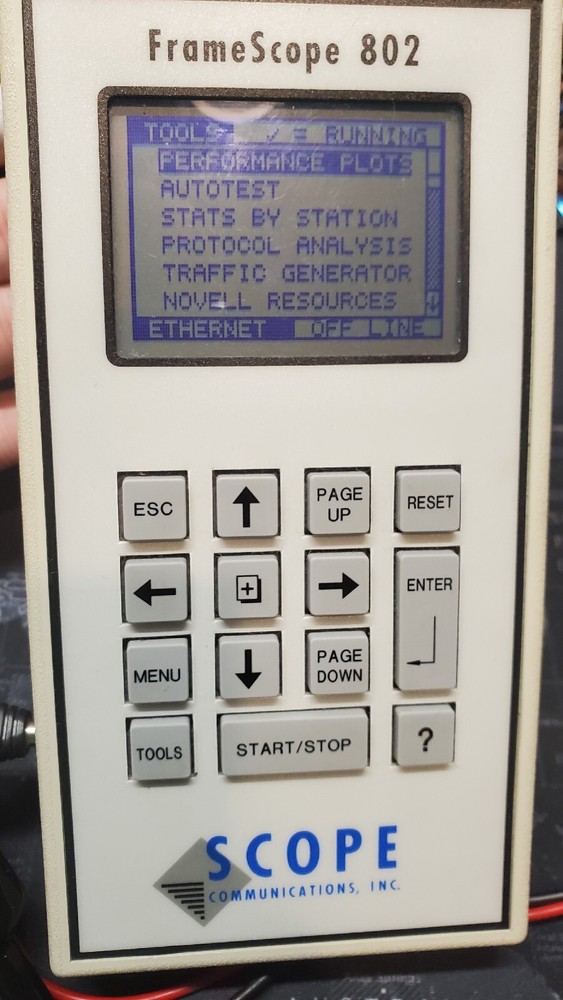 FrameScope 802
TOOLS √ = RUNNING
PERFORMANCE PLOTS
AUTOTEST
STATS BY STATION
PROTOCOL ANALYSIS
TRAFFIC GENERATOR
NOVELL RESOURCES
ETHERNET OFF LINE
ESC PAGE UP RESET
ENTER
MENU PAGE DOWN
TOOLS START/STOP ?
SCOPE
COMMUNICATIONS, INC.